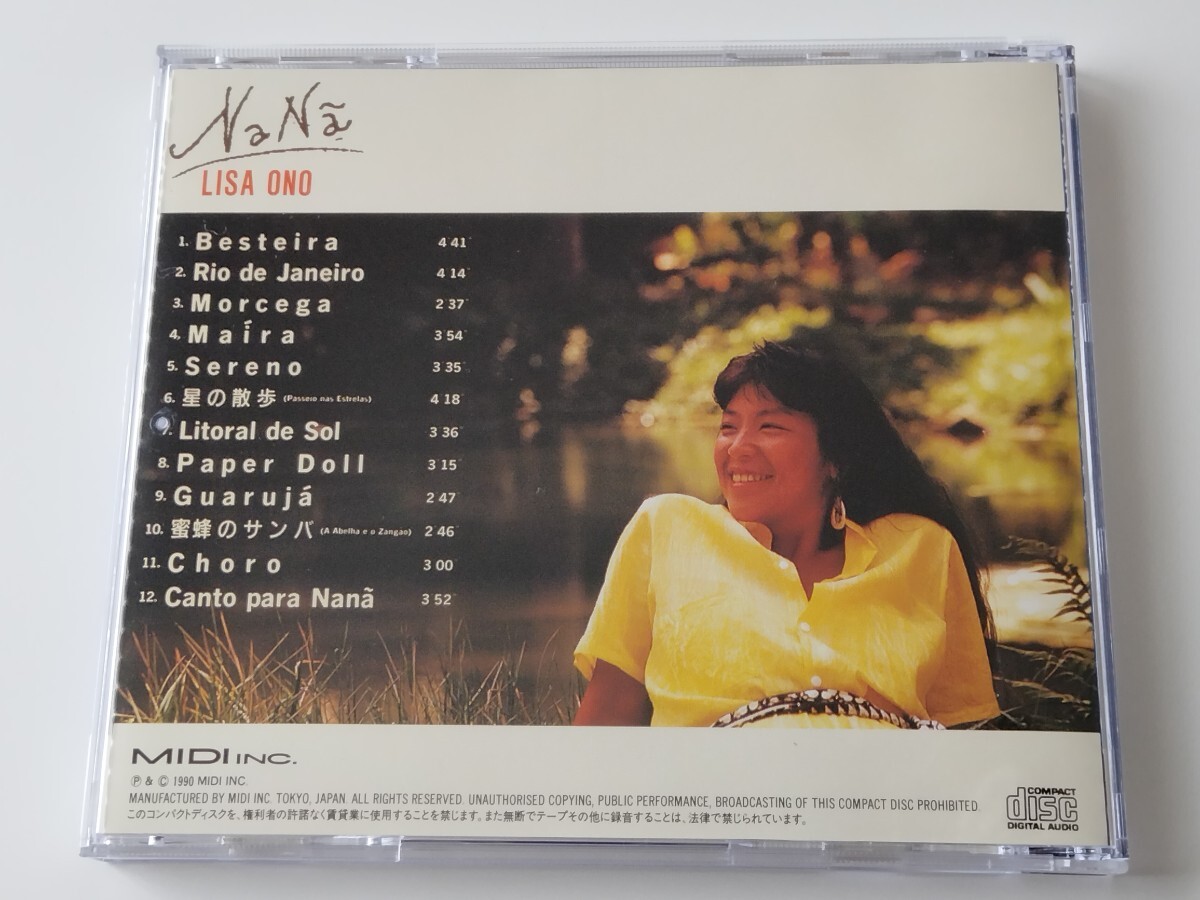 NaNã
LISA ONO
1. Besteira 4 41"
2. Rio de Janeiro 4 14"
3. Morcega 2 37"
4. Maíra 3 54"
5. Sereno 3 35"
6. 星の散歩 (Passeio nas Estrelas) 4 18"
7. Litoral de Sol 3 36"
8. Paper Doll 3 15"
9. Guarujá 2 47"
10. 蜜蜂のサンバ (A Abelha e o Zangao) 2 46"
11. Choro 3 00"
12. Canto para Nanã 3 52"
MIDI INC.
Ⓟ & © 1990 MIDI INC.
MANUFACTURED BY MIDI INC. TOKYO, JAPAN. ALL RIGHTS RESERVED. UNAUTHORISED COPYING, PUBLIC PERFORMANCE, BROADCASTING OF THIS COMPACT DISC PROHIBITED.
このコンパクトディスクを、権利者の許諾なく賃貸業に使用することを禁じます。また無断でテープその他に録音することは、法律で禁じられています。
COMPACT
disc
DIGITAL AUDIO